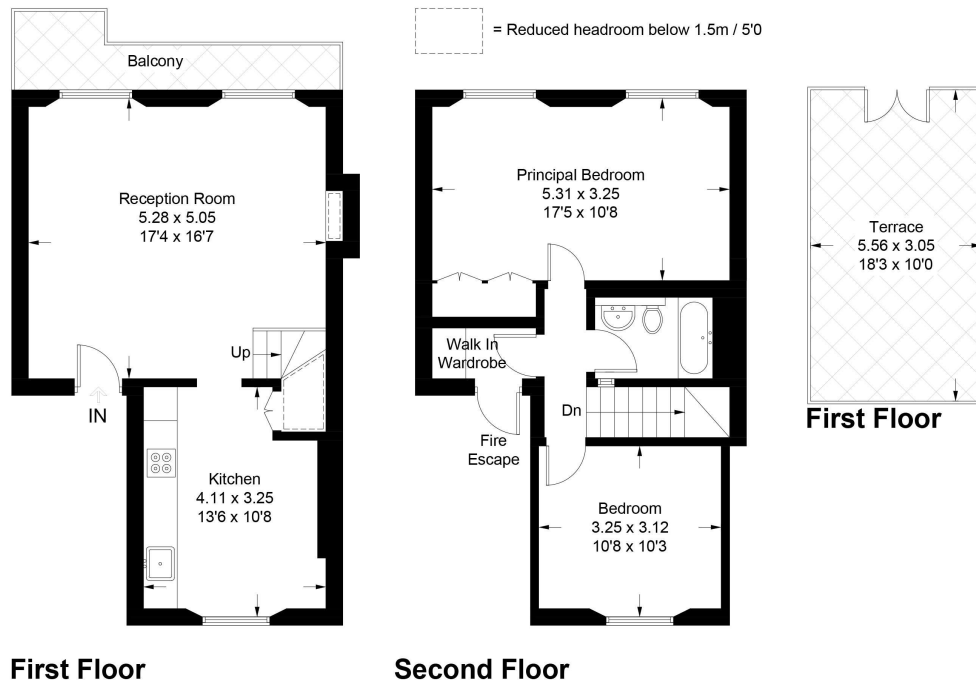 = Reduced headroom below 1.5m / 5'0
Balcony
Reception Room
5.28 x 5.05
17'4 x 16'7
Up
IN
Kitchen
4.11 x 3.25
13'6 x 10'8
First Floor
Principal Bedroom
5.31 x 3.25
17'5 x 10'8
Walk In
Wardrobe
Dn
Fire
Escape
Bedroom
3.25 x 3.12
10'8 x 10'3
Second Floor
Terrace
5.56 x 3.05
18'3 x 10'0
First Floor